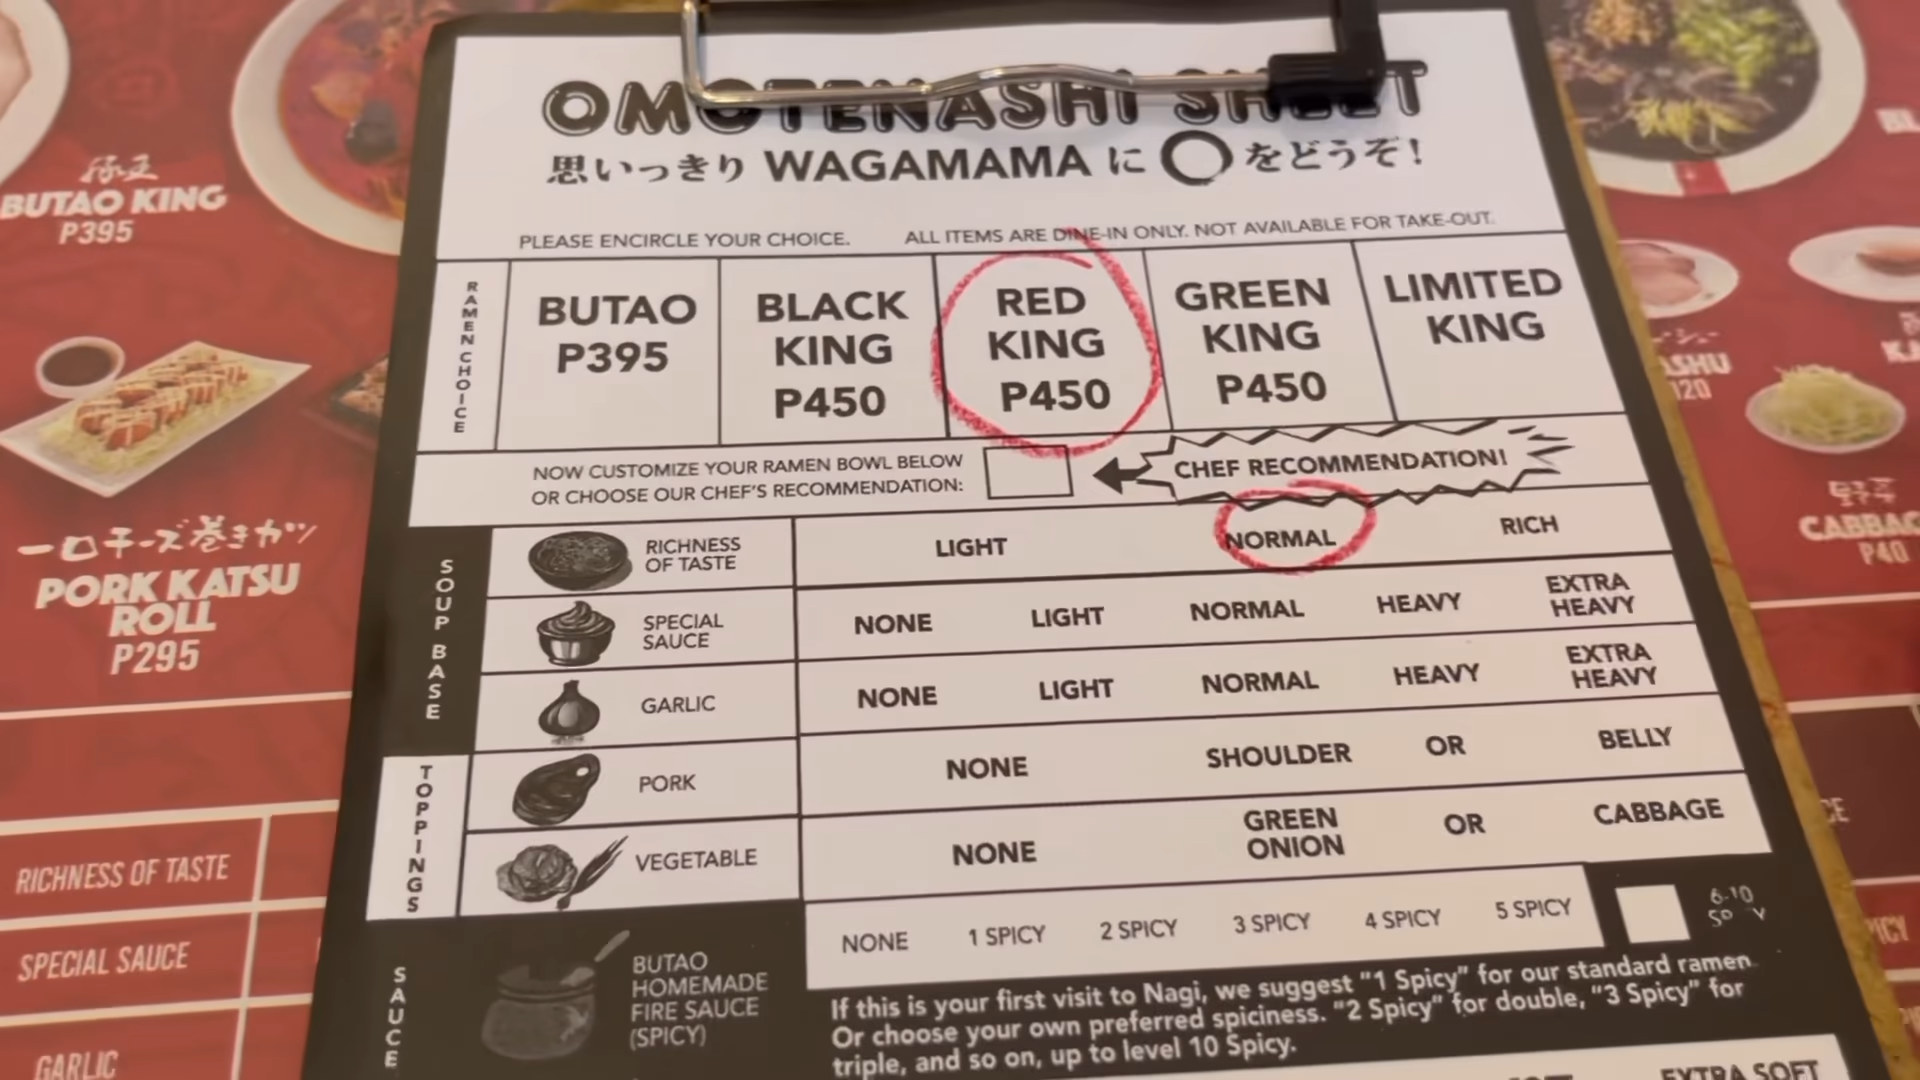 OMOTENASHI SHEET
思いっきり WAGAMAMA に ◯ をどうぞ!
PLEASE ENCIRCLE YOUR CHOICE. ALL ITEMS ARE DINE-IN ONLY. NOT AVAILABLE FOR TAKE-OUT.
RAMEN CHOICE
BUTAO
P395
BLACK
KING
P450
RED
KING
P450
GREEN
KING
P450
LIMITED
KING
NOW CUSTOMIZE YOUR RAMEN BOWL BELOW
OR CHOOSE OUR CHEF'S RECOMMENDATION:
CHEF RECOMMENDATION!
SOUP BASE
RICHNESS
OF TASTE
LIGHT NORMAL RICH
SPECIAL
SAUCE
NONE LIGHT NORMAL HEAVY EXTRA
HEAVY
GARLIC
NONE LIGHT NORMAL HEAVY EXTRA
HEAVY
TOPPINGS
PORK
NONE SHOULDER OR BELLY
VEGETABLE
NONE GREEN
ONION OR CABBAGE
SAUCE
BUTAO
HOMEMADE
FIRE SAUCE
(SPICY)
NONE 1 SPICY 2 SPICY 3 SPICY 4 SPICY 5 SPICY
6-10
If this is your first visit to Nagi, we suggest "1 Spicy" for our standard ramen.
Or choose your own preferred spiciness. "2 Spicy" for double, "3 Spicy" for
triple, and so on, up to level 10 Spicy.
EXTRA SOFT
BUTAO KING
P395
一口チーズ巻きカツ
PORK KATSU
ROLL
P295
RICHNESS OF TASTE
SPECIAL SAUCE
GARLIC
P40